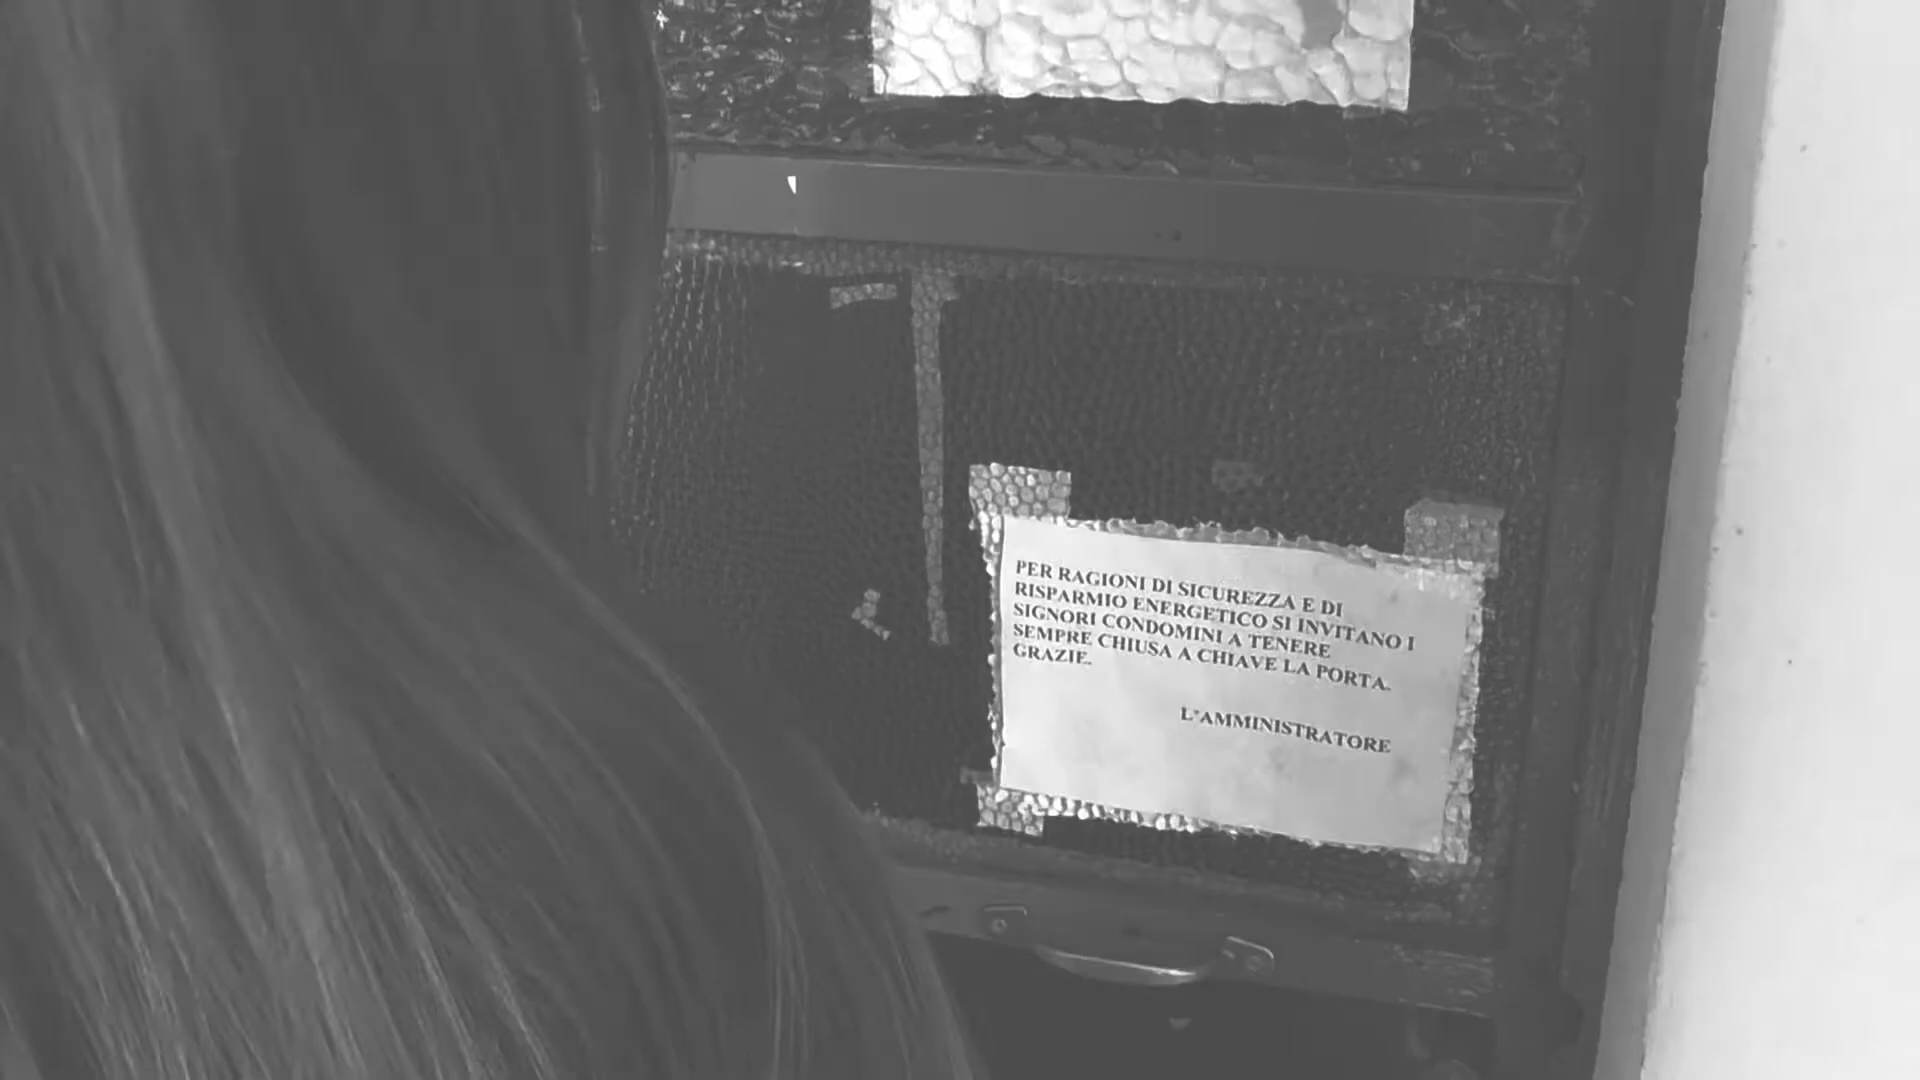 PER RAGIONI DI SICUREZZA E DI
RISPARMIO ENERGETICO SI INVITANO I
SIGNORI CONDOMINI A TENERE
SEMPRE CHIUSA A CHIAVE LA PORTA.
GRAZIE.
L'AMMINISTRATORE